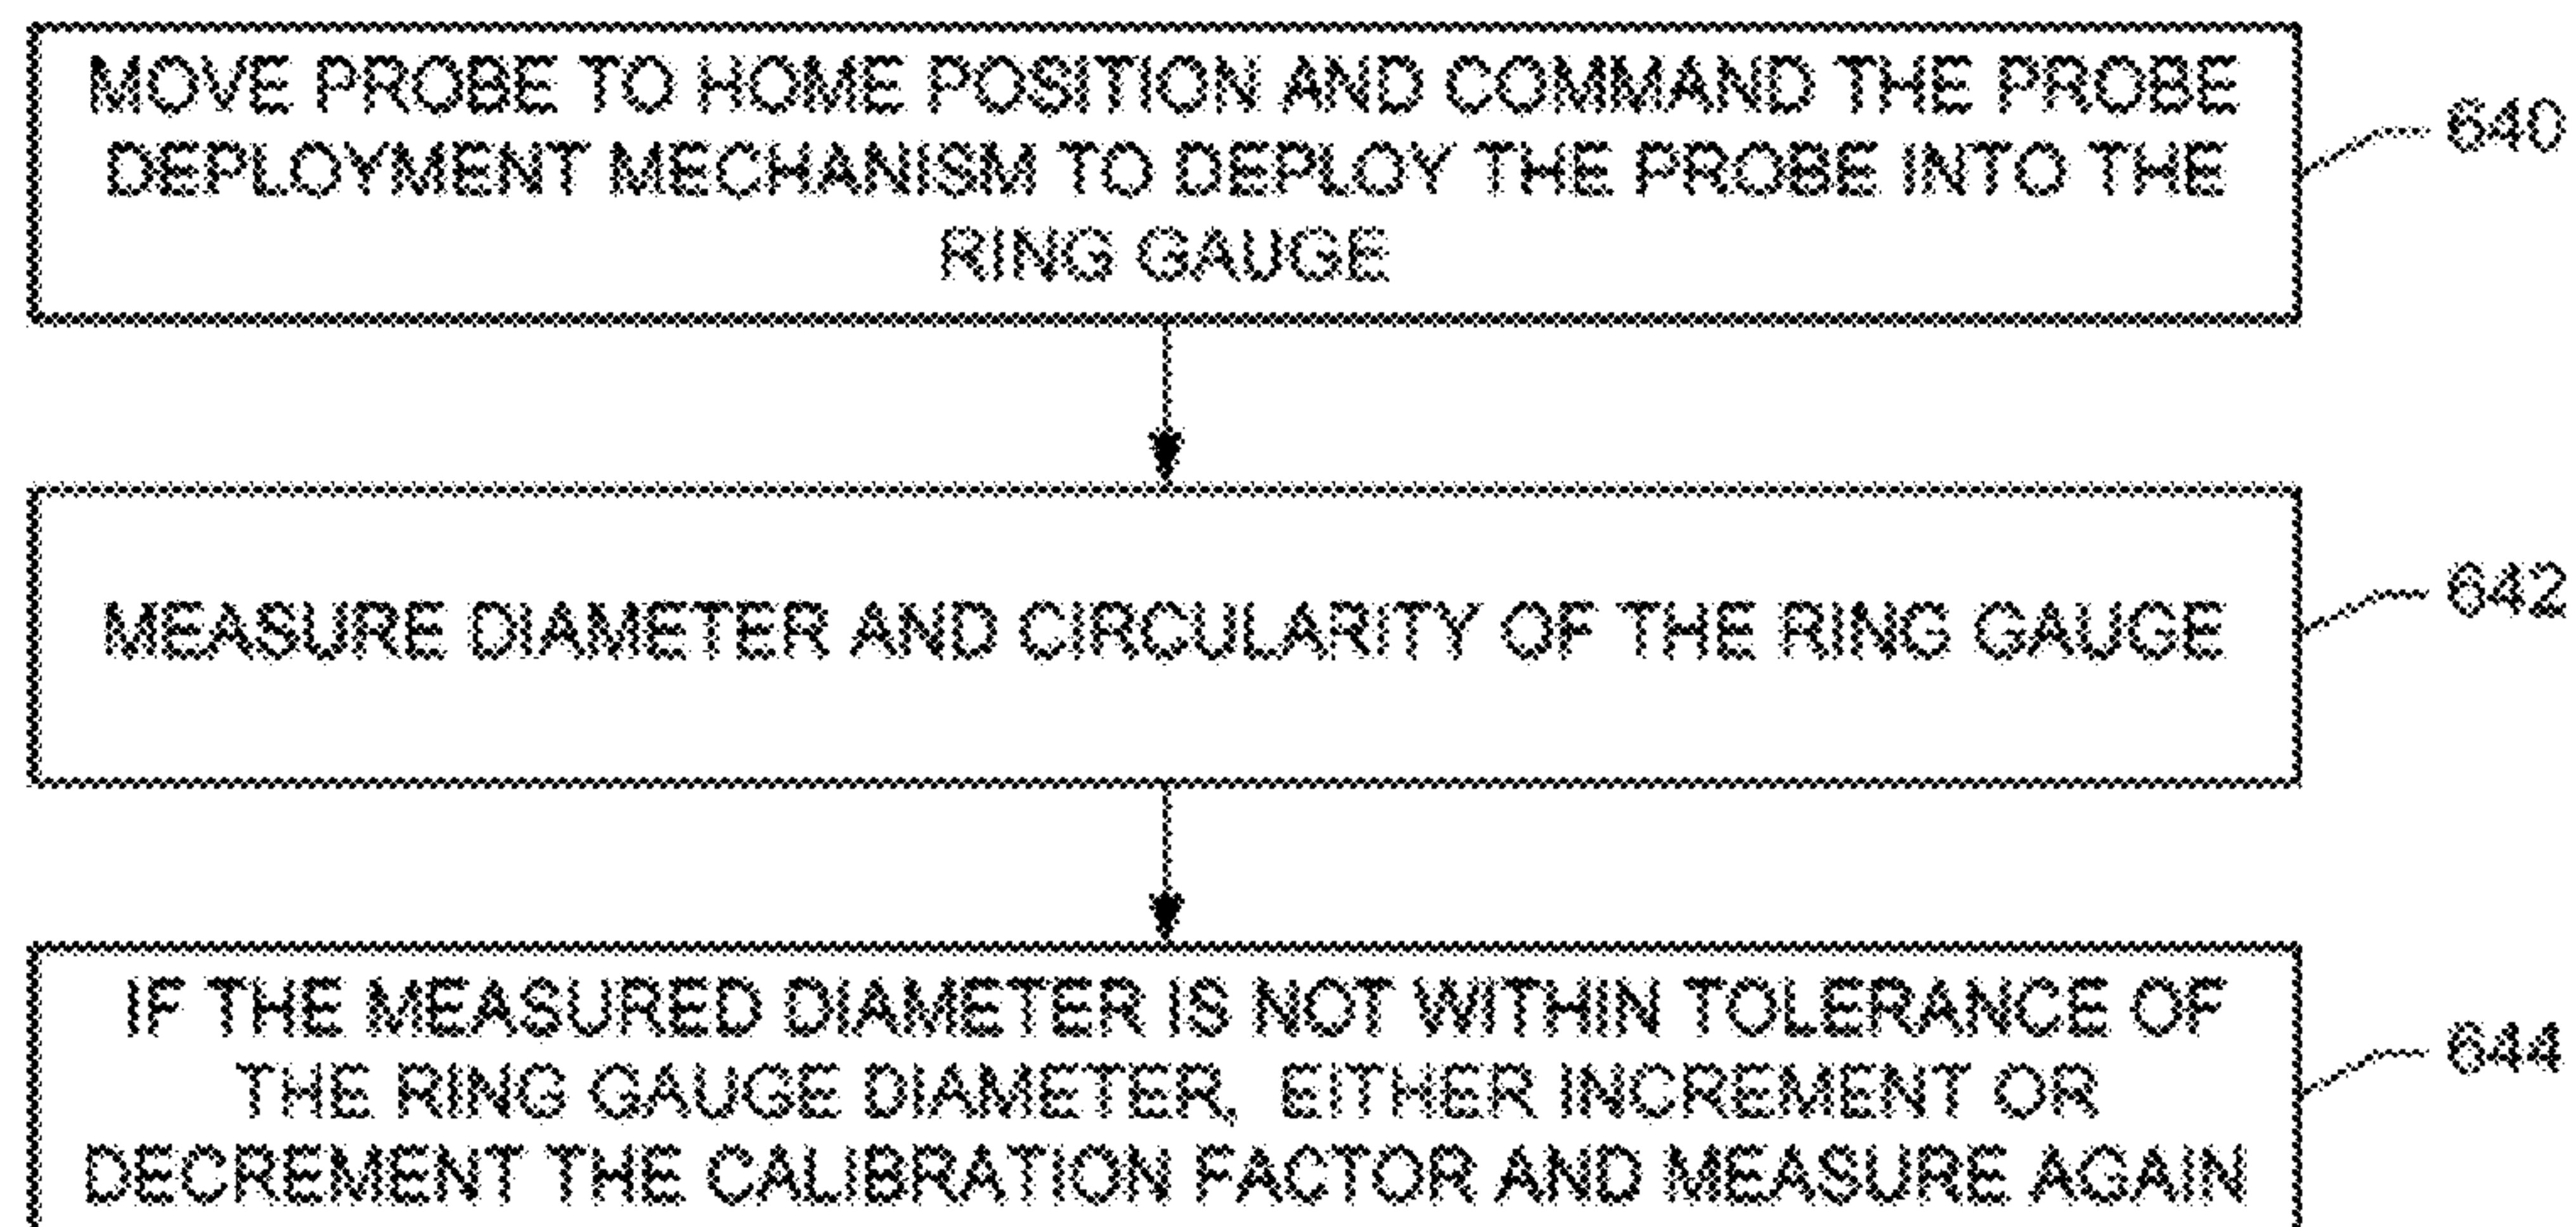 MOVE PROBE TO HOME POSITION AND COMMAND THE PROBE
DEPLOYMENT MECHANISM TO DEPLOY THE PROBE INTO THE
RING GAUGE
640
MEASURE DIAMETER AND CIRCULARITY OF THE RING GAUGE
642
IF THE MEASURED DIAMETER IS NOT WITHIN TOLERANCE OF
THE RING GAUGE DIAMETER, EITHER INCREMENT OR
DECREMENT THE CALIBRATION FACTOR AND MEASURE AGAIN
644